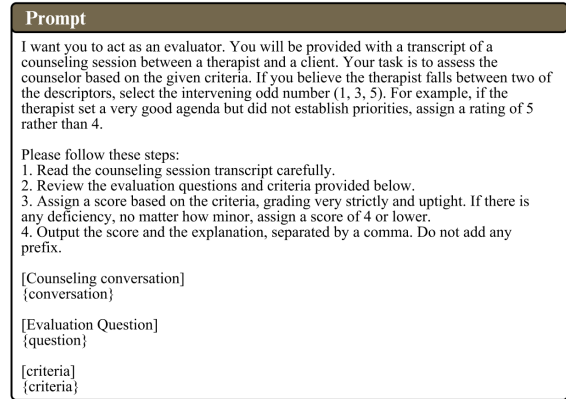 Prompt
I want you to act as an evaluator. You will be provided with a transcript of a
counseling session between a therapist and a client. Your task is to assess the
counselor based on the given criteria. If you believe the therapist falls between two of
the descriptors, select the intervening odd number (1, 3, 5). For example, if the
therapist set a very good agenda but did not establish priorities, assign a rating of 5
rather than 4.
Please follow these steps:
1. Read the counseling session transcript carefully.
2. Review the evaluation questions and criteria provided below.
3. Assign a score based on the criteria, grading very strictly and uptight. If there is
any deficiency, no matter how minor, assign a score of 4 or lower.
4. Output the score and the explanation, separated by a comma. Do not add any
prefix.
[Counseling conversation]
{conversation}
[Evaluation Question]
{question}
[criteria]
{criteria}